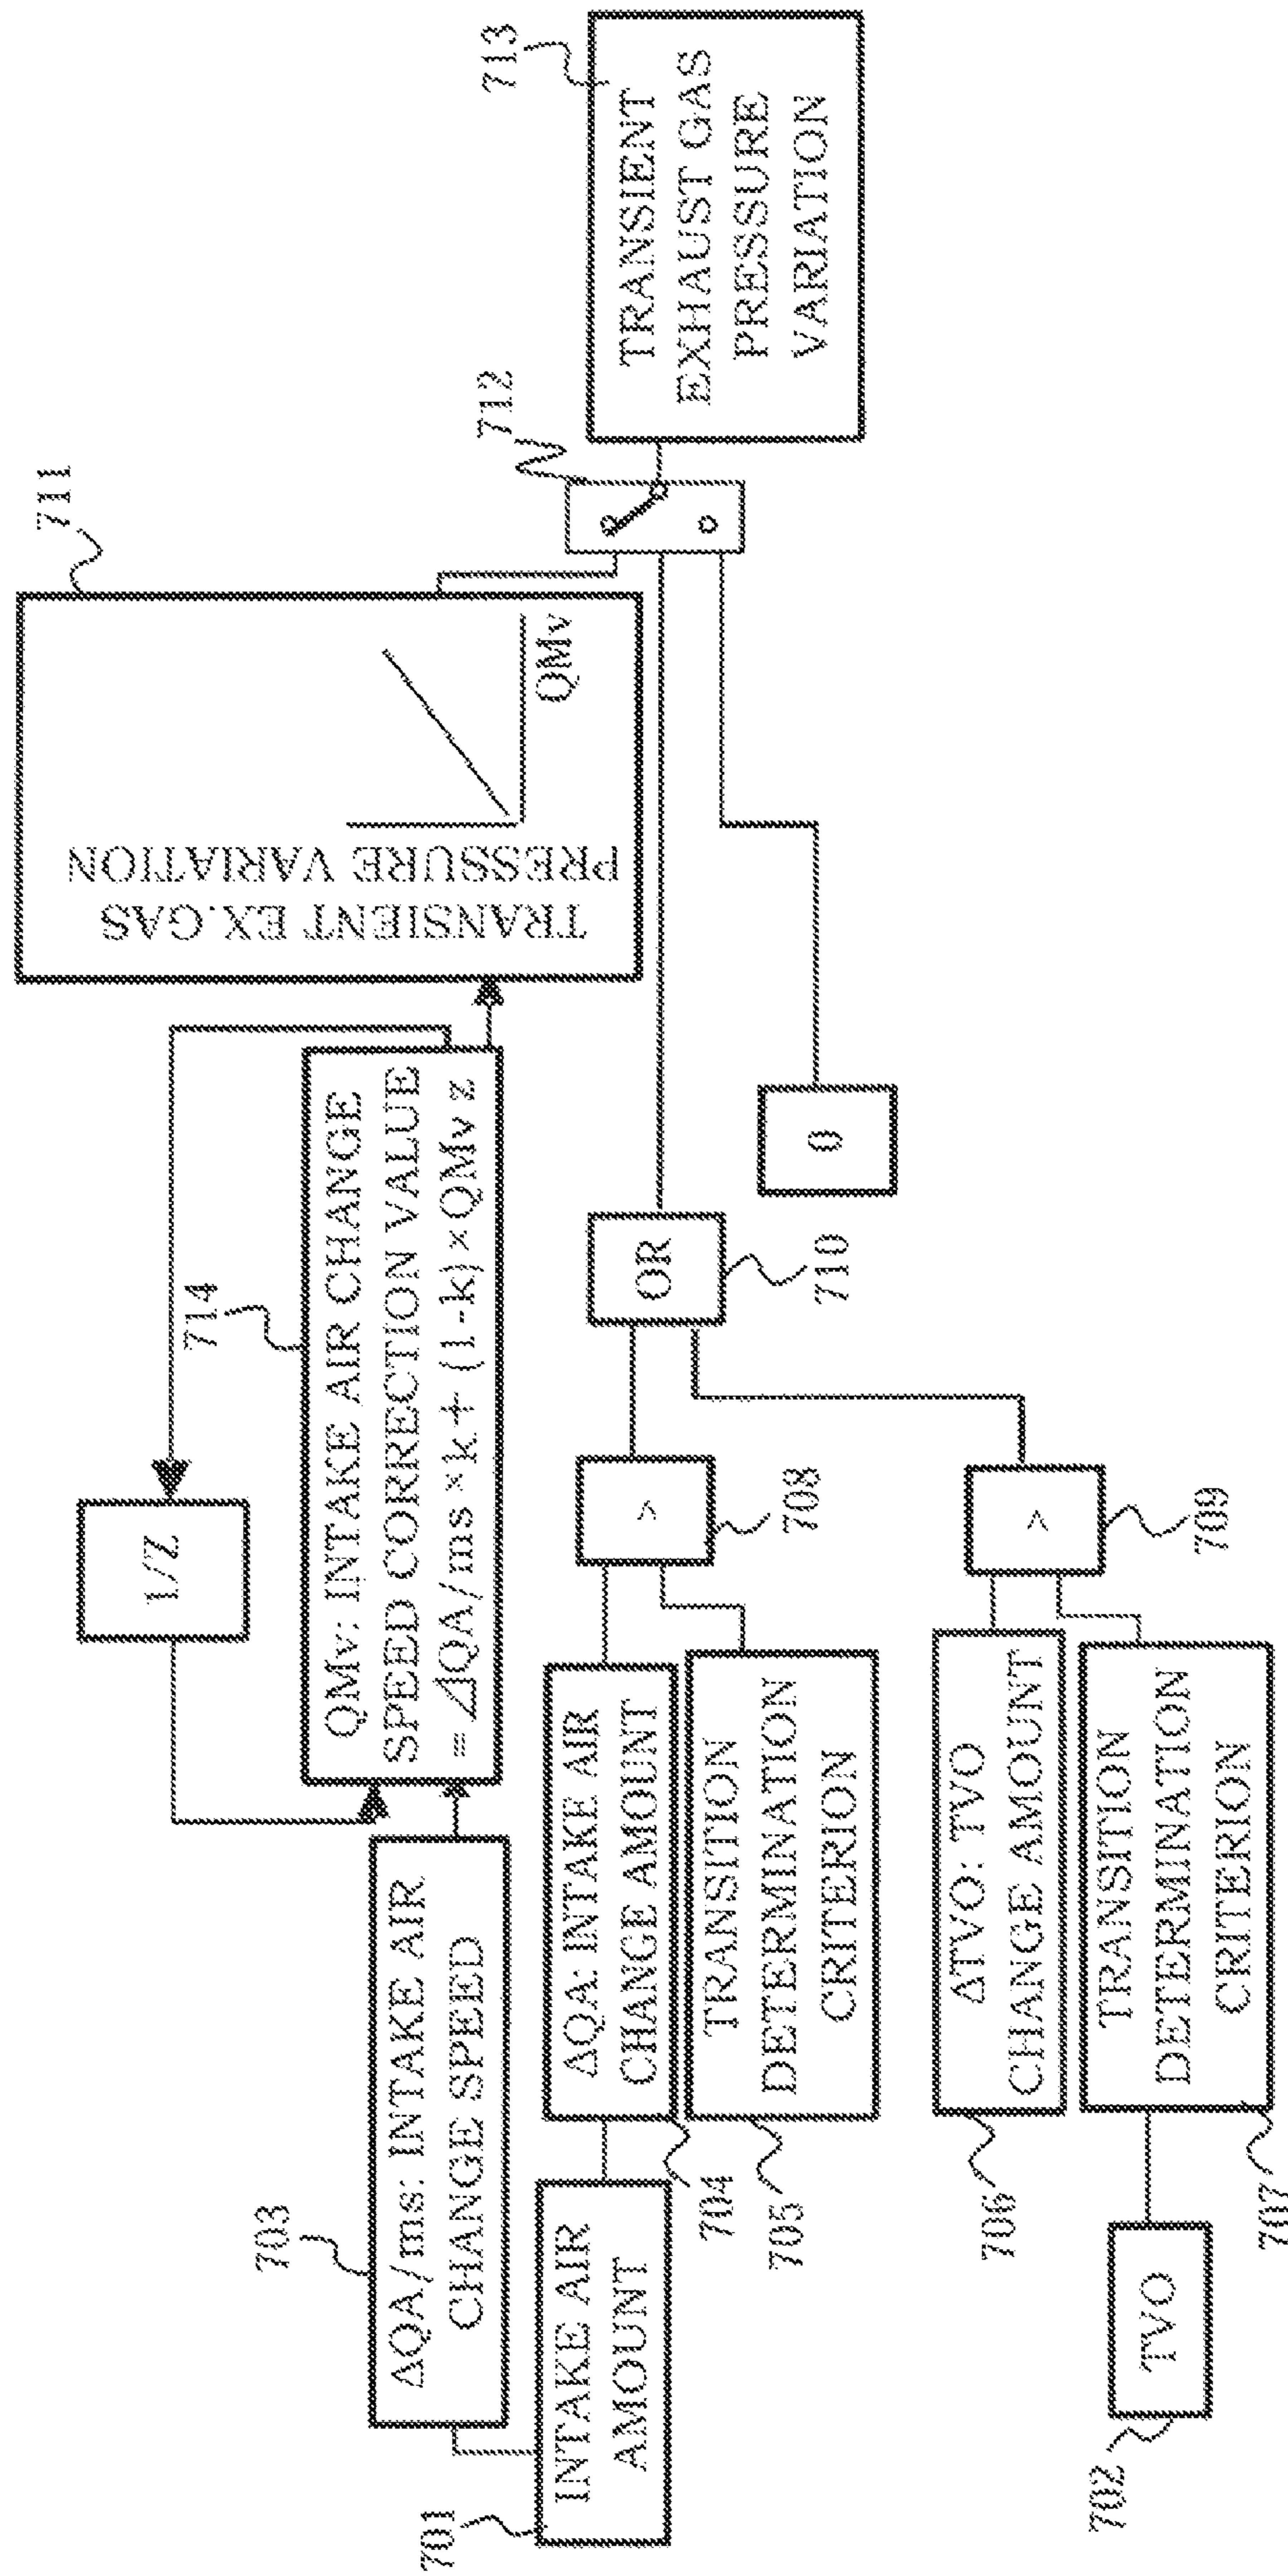 701
INTAKE AIR
AMOUNT
702
TVO
703
ΔQA/ms: INTAKE AIR
CHANGE SPEED
ΔQA: INTAKE AIR
CHANGE AMOUNT
704
TRANSITION
DETERMINATION
CRITERION
705
ΔTVO: TVO
CHANGE AMOUNT
706
TRANSITION
DETERMINATION
CRITERION
707
1/Z
714
QMv: INTAKE AIR CHANGE
SPEED CORRECTION VALUE
=ΔQA/ms×k+(1-k)×QMv z
>
708
>
709
OR
710
0
711
TRANSIENT EX.GAS
PRESSURE VARIATION
QMv
712
713
TRANSIENT
EXHAUST GAS
PRESSURE
VARIATION